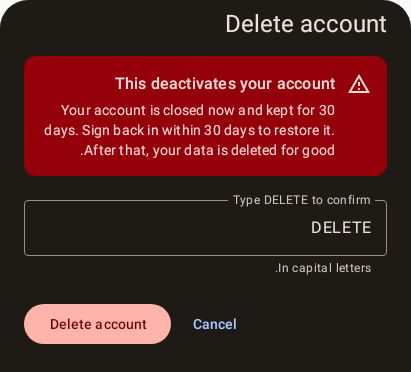 Delete account
This deactivates your account
Your account is closed now and kept for 30
days. Sign back in within 30 days to restore it.
.After that, your data is deleted for good
Type DELETE to confirm
DELETE
.In capital letters
Delete account
Cancel